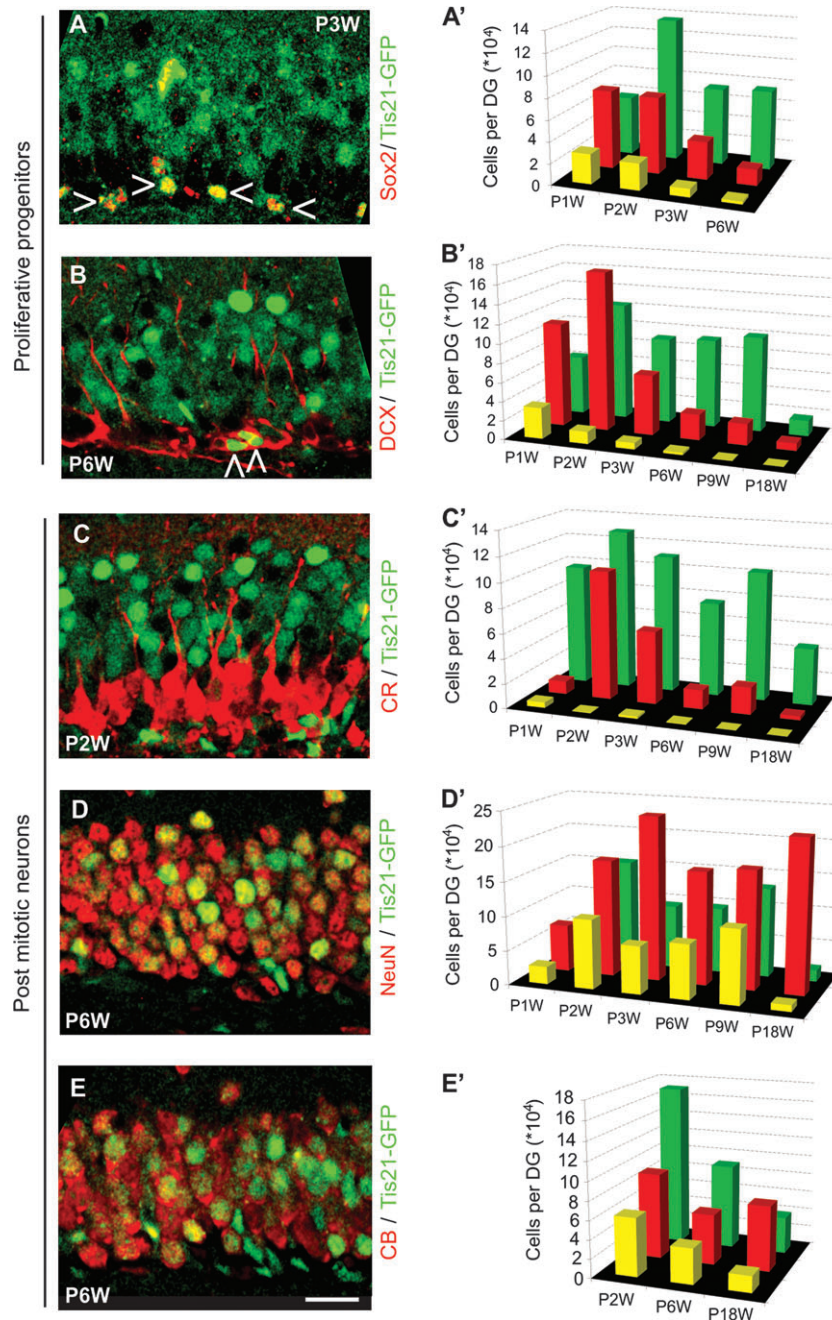 Proliferative progenitors
Post mitotic neurons
A
P3W
Sox2/Tis21-GFP
A’
Cells per DG (*10⁴)
14
12
10
8
6
4
2
0
P1W
P2W
P3W
P6W
B
P6W
DCX/ Tis21-GFP
B’
Cells per DG (*10⁴)
18
16
14
12
10
8
6
4
2
0
P1W
P2W
P3W
P6W
P9W
P18W
C
P2W
CR/Tis21-GFP
C’
Cells per DG (*10⁴)
14
12
10
8
6
4
2
0
P1W
P2W
P3W
P6W
P9W
P18W
D
P6W
NeuN / Tis21-GFP
D’
Cells per DG (*10⁴)
25
20
15
10
5
0
P1W
P2W
P3W
P6W
P9W
P18W
E
P6W
CB / Tis21-GFP
E’
Cells per DG (*10⁴)
18
16
14
12
10
8
6
4
2
0
P2W
P6W
P18W